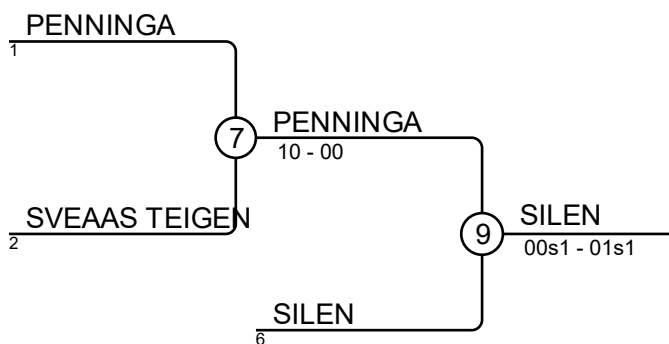 PENNINGA
1
7
PENNINGA
10 - 00
SVEAAS TEIGEN
2
9
SILEN
00s1 - 01s1
SILEN
6